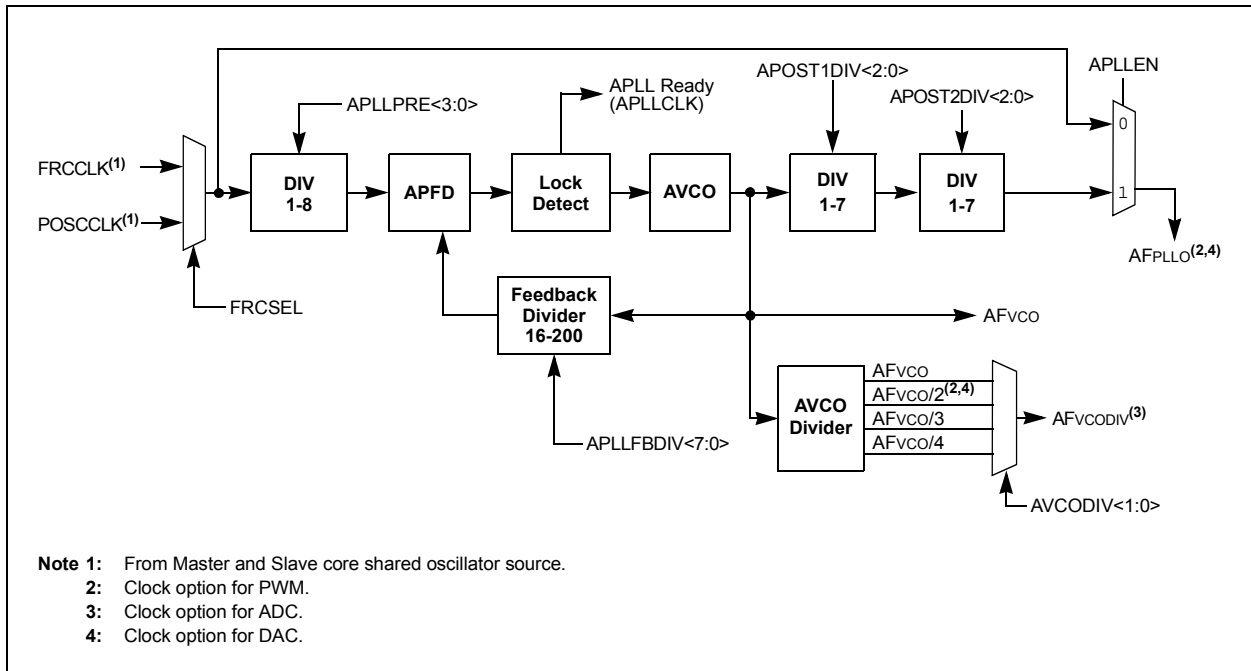 APLLEN
APOST1DIV<2:0>
APLL Ready
(APLLCLK)
APOST2DIV<2:0>
APLLPRE<3:0>
0
FRCCLK(1)
DIV
1-8
APFD
Lock
Detect
AVCO
DIV
1-7
DIV
1-7
1
POSCCLK(1)
AFPLLO(2,4)
FRCSEL
Feedback
Divider
16-200
AFVCO
AVCO
Divider
AFVCO
AFVCO/2(2,4)
AFVCO/3
AFVCO/4
AFVCODIV(3)
APLLFBDIV<7:0>
AVCODIV<1:0>
Note 1: From Master and Slave core shared oscillator source.
2: Clock option for PWM.
3: Clock option for ADC.
4: Clock option for DAC.